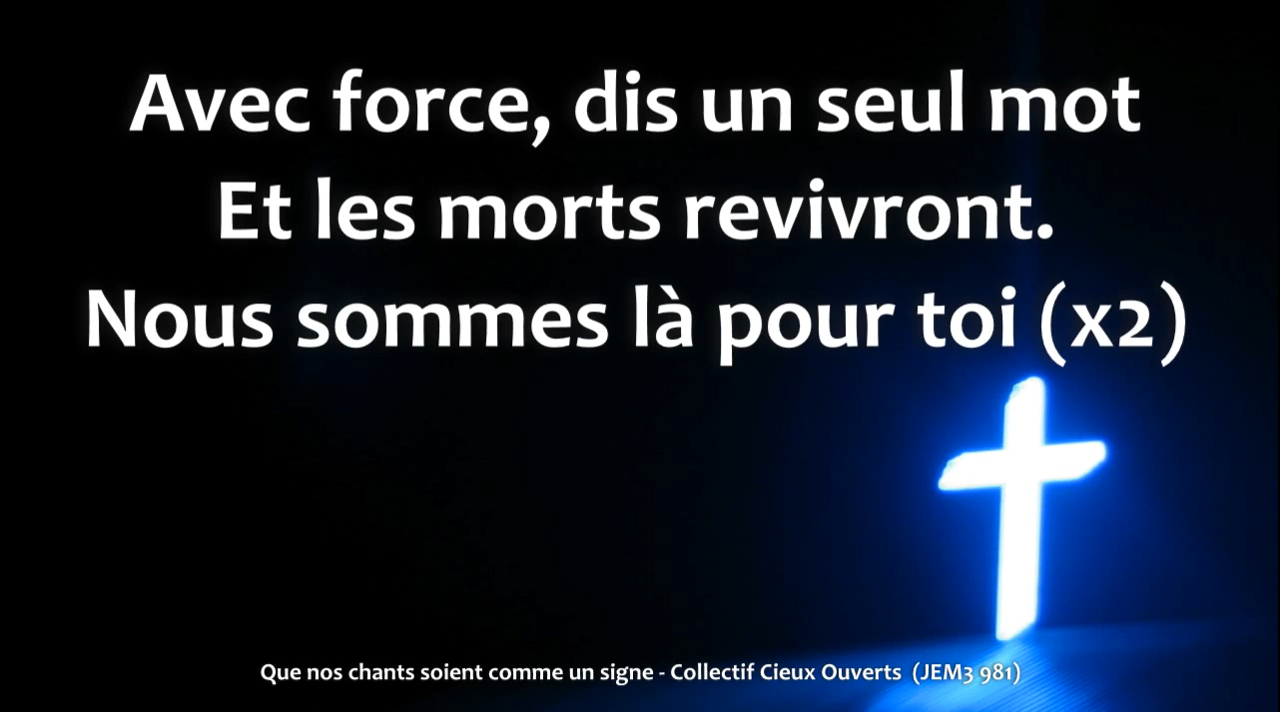 Avec force, dis un seul mot
Et les morts revivront.
Nous sommes là pour toi (x2)
Que nos chants soient comme un signe - Collectif Cieux Ouverts (JEM3 981)